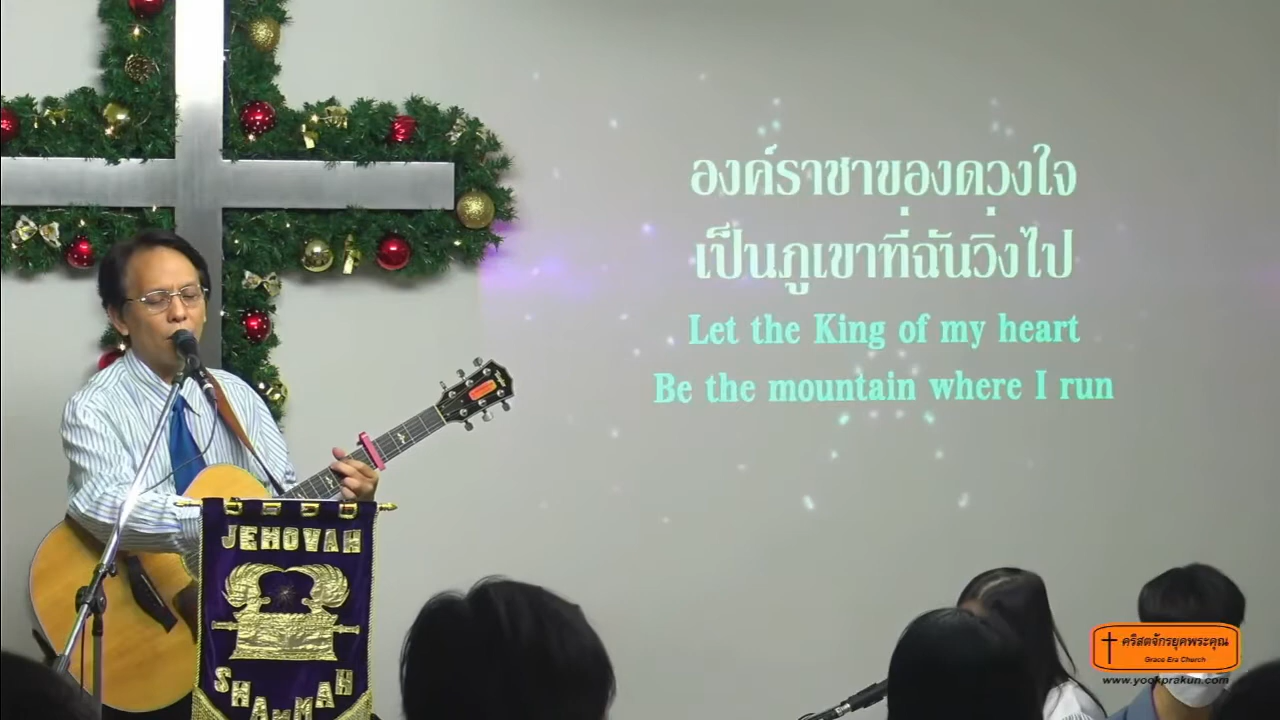 องค์ราชาของดวงใจ
เป็นภูเขาที่ฉันวิ่งไป
Let the King of my heart
Be the mountain where I run
JEHOVAH
SHAMMAH
คริสตจักรยุคพระคุณ
Grace Era Church
www.yookprakun.com